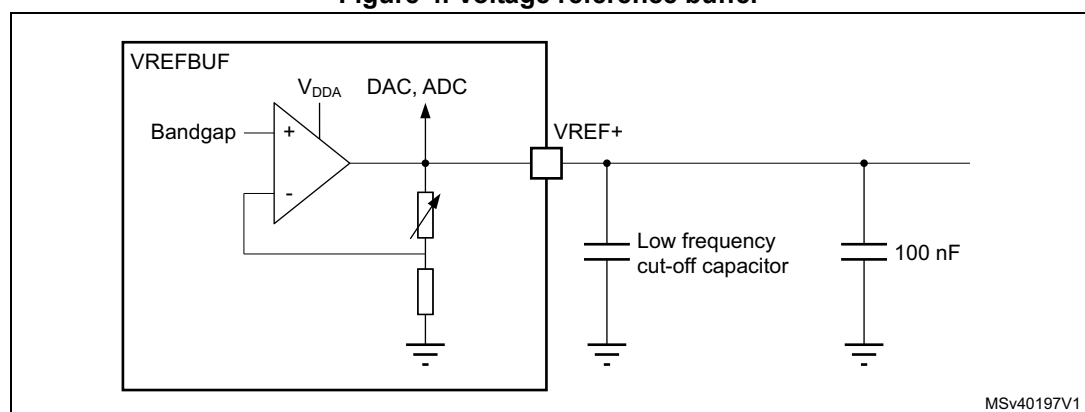 Figure 4. Voltage reference buffer
VREFBUF
VDDA
DAC, ADC
Bandgap
+
-
VREF+
Low frequency
cut-off capacitor
100 nF
MSv40197V1